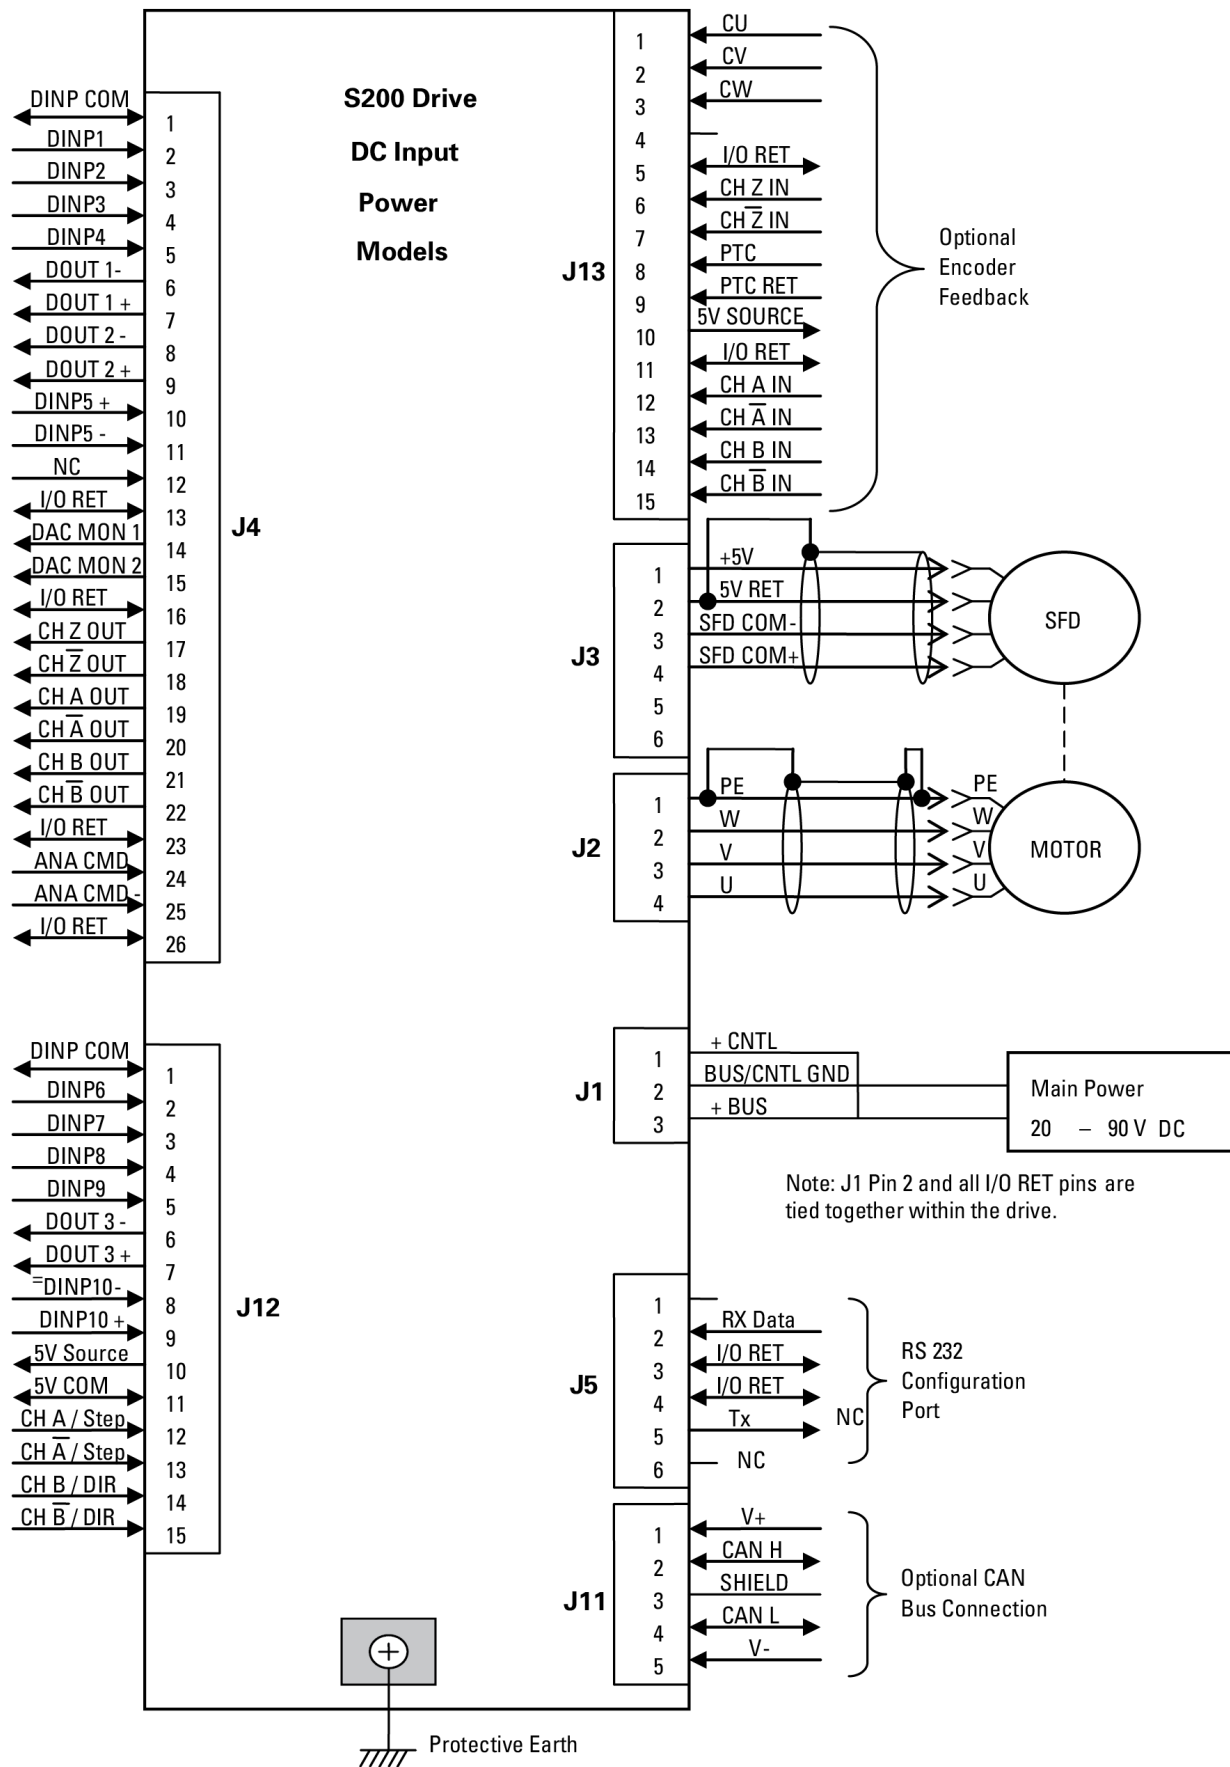 S200 Drive
DC Input
Power
Models
J4
DINP COM 1
DINP1 2
DINP2 3
DINP3 4
DINP4 5
DOUT 1- 6
DOUT 1 + 7
DOUT 2 - 8
DOUT 2 + 9
DINP5 + 10
DINP5 - 11
NC 12
I/O RET 13
DAC MON 1 14
DAC MON 2 15
I/O RET 16
CH Z OUT 17
CH Z̅ OUT 18
CH A OUT 19
CH A̅ OUT 20
CH B OUT 21
CH B̅ OUT 22
I/O RET 23
ANA CMD 24
ANA CMD - 25
I/O RET 26
J12
DINP COM 1
DINP6 2
DINP7 3
DINP8 4
DINP9 5
DOUT 3 - 6
DOUT 3 + 7
=DINP10- 8
DINP10 + 9
5V Source 10
5V COM 11
CH A / Step 12
CH A̅ / Step 13
CH B / DIR 14
CH B̅ / DIR 15
J13
1 CU
2 CV
3 CW
4
5 I/O RET
6 CH Z IN
7 CH Z̅ IN
8 PTC
9 PTC RET
10 5V SOURCE
11 I/O RET
12 CH A IN
13 CH A̅ IN
14 CH B IN
15 CH B̅ IN
Optional
Encoder
Feedback
J3
1 +5V
2 5V RET
3 SFD COM-
4 SFD COM+
5
6
SFD
J2
1 PE PE
2 W W
3 V V
4 U U
MOTOR
J1
1 + CNTL
2 BUS/CNTL GND
3 + BUS
Main Power
20 – 90 V DC
Note: J1 Pin 2 and all I/O RET pins are
tied together within the drive.
J5
1
2 RX Data
3 I/O RET
4 I/O RET
5 Tx NC
6 NC
RS 232
Configuration
Port
J11
1 V+
2 CAN H
3 SHIELD
4 CAN L
5 V-
Optional CAN
Bus Connection
Protective Earth